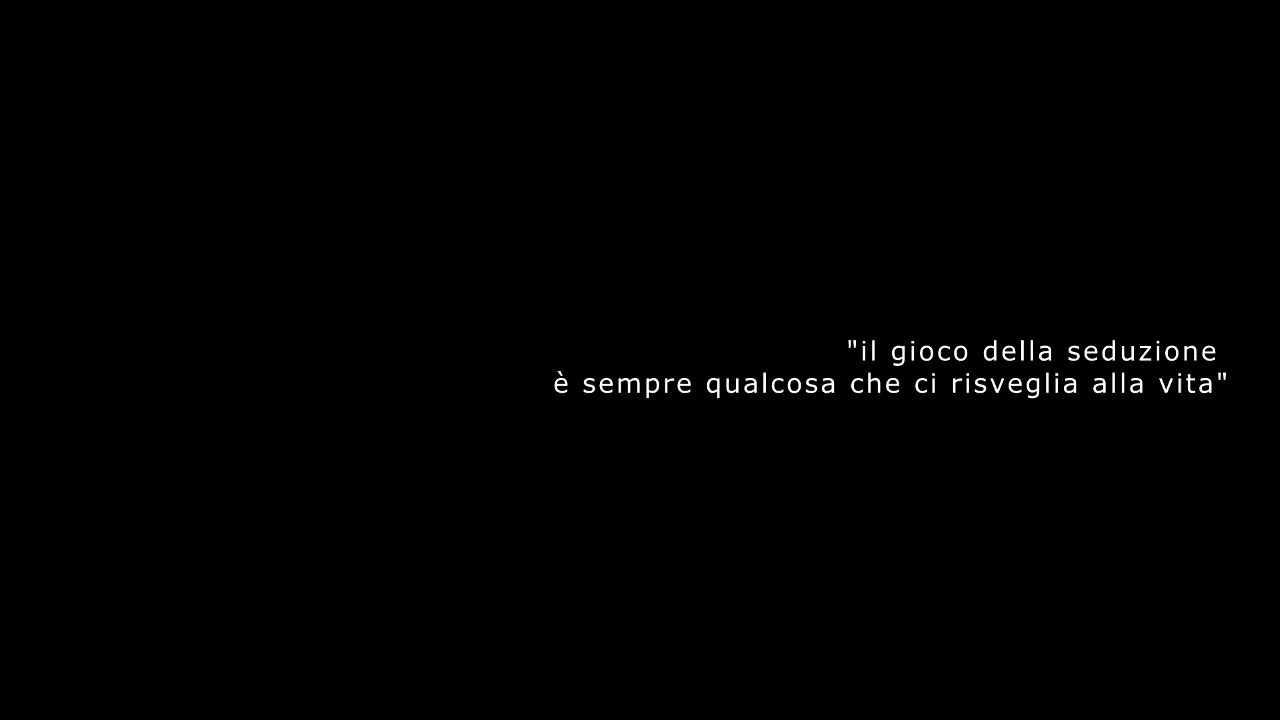 "il gioco della seduzione
è sempre qualcosa che ci risveglia alla vita"